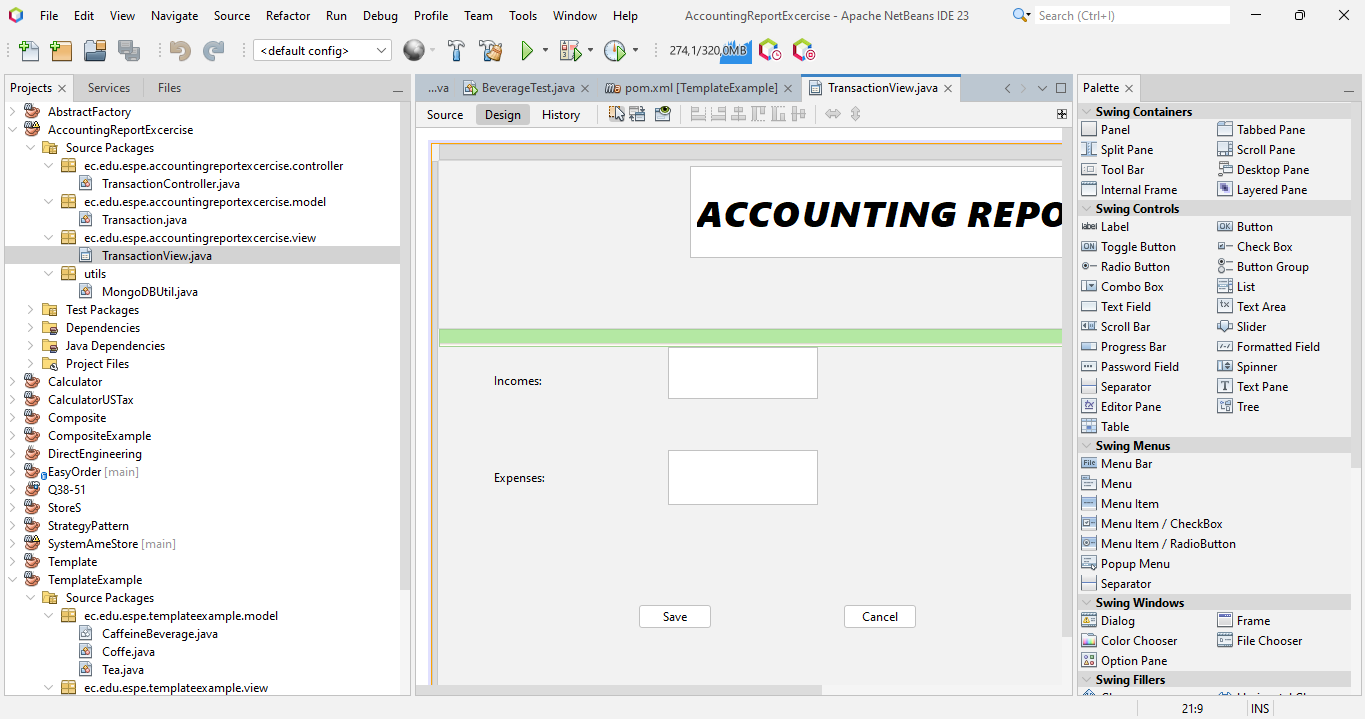 File Edit View Navigate Source Refactor Run Debug Profile Team Tools Window Help AccountingReportExcercise - Apache NetBeans IDE 23 Search (Ctrl+I)
<default config> 274,1/320,0MB
Projects Services Files
AbstractFactory
AccountingReportExcercise
Source Packages
ec.edu.espe.accountingreportexcercise.controller
TransactionController.java
ec.edu.espe.accountingreportexcercise.model
Transaction.java
ec.edu.espe.accountingreportexcercise.view
TransactionView.java
utils
MongoDBUtil.java
Test Packages
Dependencies
Java Dependencies
Project Files
Calculator
CalculatorUSTax
Composite
CompositeExample
DirectEngineering
EasyOrder [main]
Q38-51
StoreS
StrategyPattern
SystemAmeStore [main]
Template
TemplateExample
Source Packages
ec.edu.espe.templateexample.model
CaffeineBeverage.java
Coffe.java
Tea.java
ec.edu.espe.templateexample.view
...va BeverageTest.java pom.xml [TemplateExample] TransactionView.java
Source Design History
ACCOUNTING REPO
Incomes:
Expenses:
Save Cancel
Palette
Swing Containers
Panel Tabbed Pane
Split Pane Scroll Pane
Tool Bar Desktop Pane
Internal Frame Layered Pane
Swing Controls
Label Button
Toggle Button Check Box
Radio Button Button Group
Combo Box List
Text Field Text Area
Scroll Bar Slider
Progress Bar Formatted Field
Password Field Spinner
Separator Text Pane
Editor Pane Tree
Table
Swing Menus
Menu Bar
Menu
Menu Item
Menu Item / CheckBox
Menu Item / RadioButton
Popup Menu
Separator
Swing Windows
Dialog Frame
Color Chooser File Chooser
Option Pane
Swing Fillers
21:9 INS